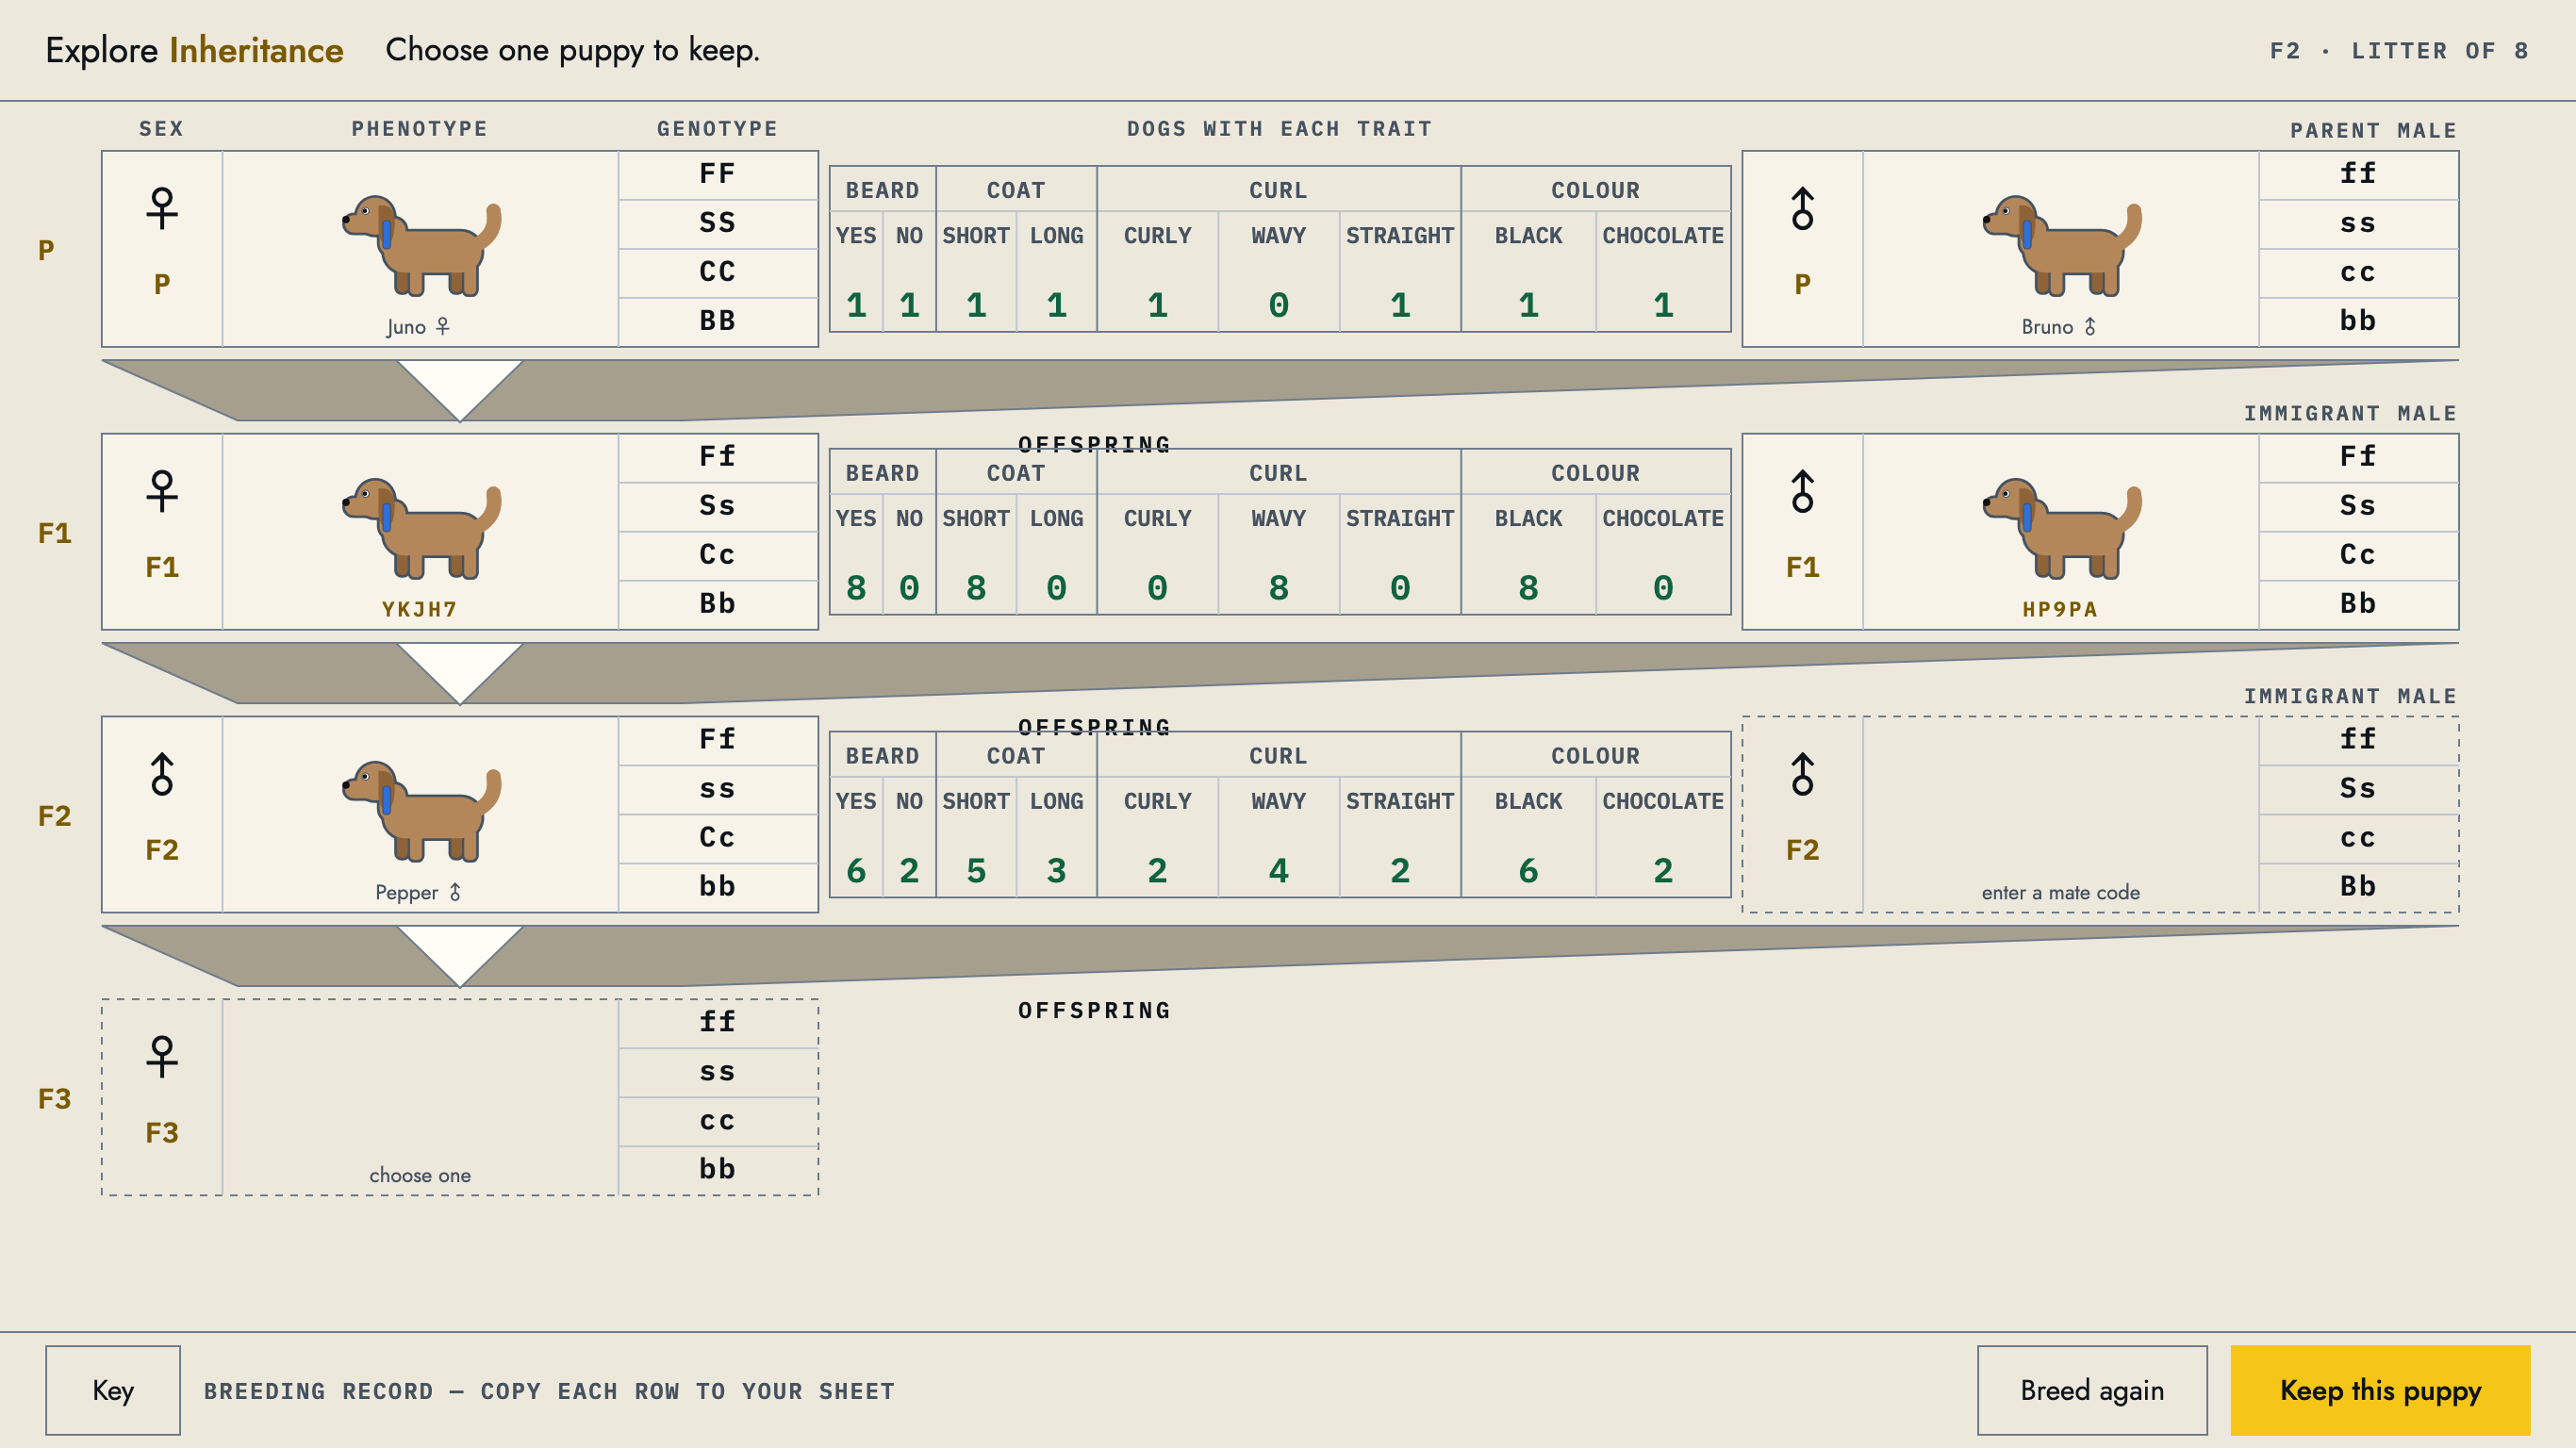 Explore Inheritance Choose one puppy to keep. F2 · LITTER OF 8
SEX PHENOTYPE GENOTYPE DOGS WITH EACH TRAIT PARENT MALE
P
♀ P
Juno ♀
FF
SS
CC
BB
BEARD COAT CURL COLOUR
YES NO SHORT LONG CURLY WAVY STRAIGHT BLACK CHOCOLATE
1 1 1 1 1 0 1 1 1
♂ P
Bruno ♂
ff
ss
cc
bb
IMMIGRANT MALE
OFFSPRING
F1
♀ F1
YKJH7
Ff
Ss
Cc
Bb
BEARD COAT CURL COLOUR
YES NO SHORT LONG CURLY WAVY STRAIGHT BLACK CHOCOLATE
8 0 8 0 0 8 0 8 0
♂ F1
HP9PA
Ff
Ss
Cc
Bb
IMMIGRANT MALE
OFFSPRING
F2
♂ F2
Pepper ♂
Ff
ss
Cc
bb
BEARD COAT CURL COLOUR
YES NO SHORT LONG CURLY WAVY STRAIGHT BLACK CHOCOLATE
6 2 5 3 2 4 2 6 2
♂ F2
enter a mate code
ff
Ss
cc
Bb
OFFSPRING
F3
♀ F3
choose one
ff
ss
cc
bb
Key BREEDING RECORD — COPY EACH ROW TO YOUR SHEET Breed again Keep this puppy